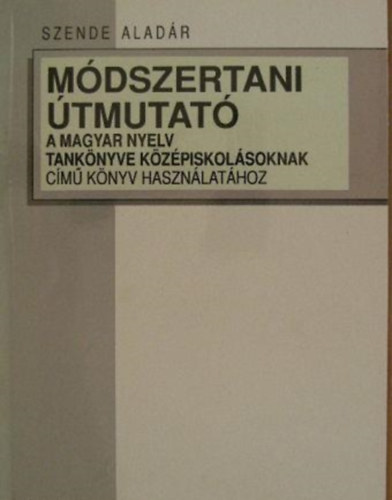 SZENDE ALADÁR
MÓDSZERTANI
ÚTMUTATÓ
A MAGYAR NYELV
TANKÖNYVE KÖZÉPISKOLÁSOKNAK
CÍMŰ KÖNYV HASZNÁLATÁHOZ